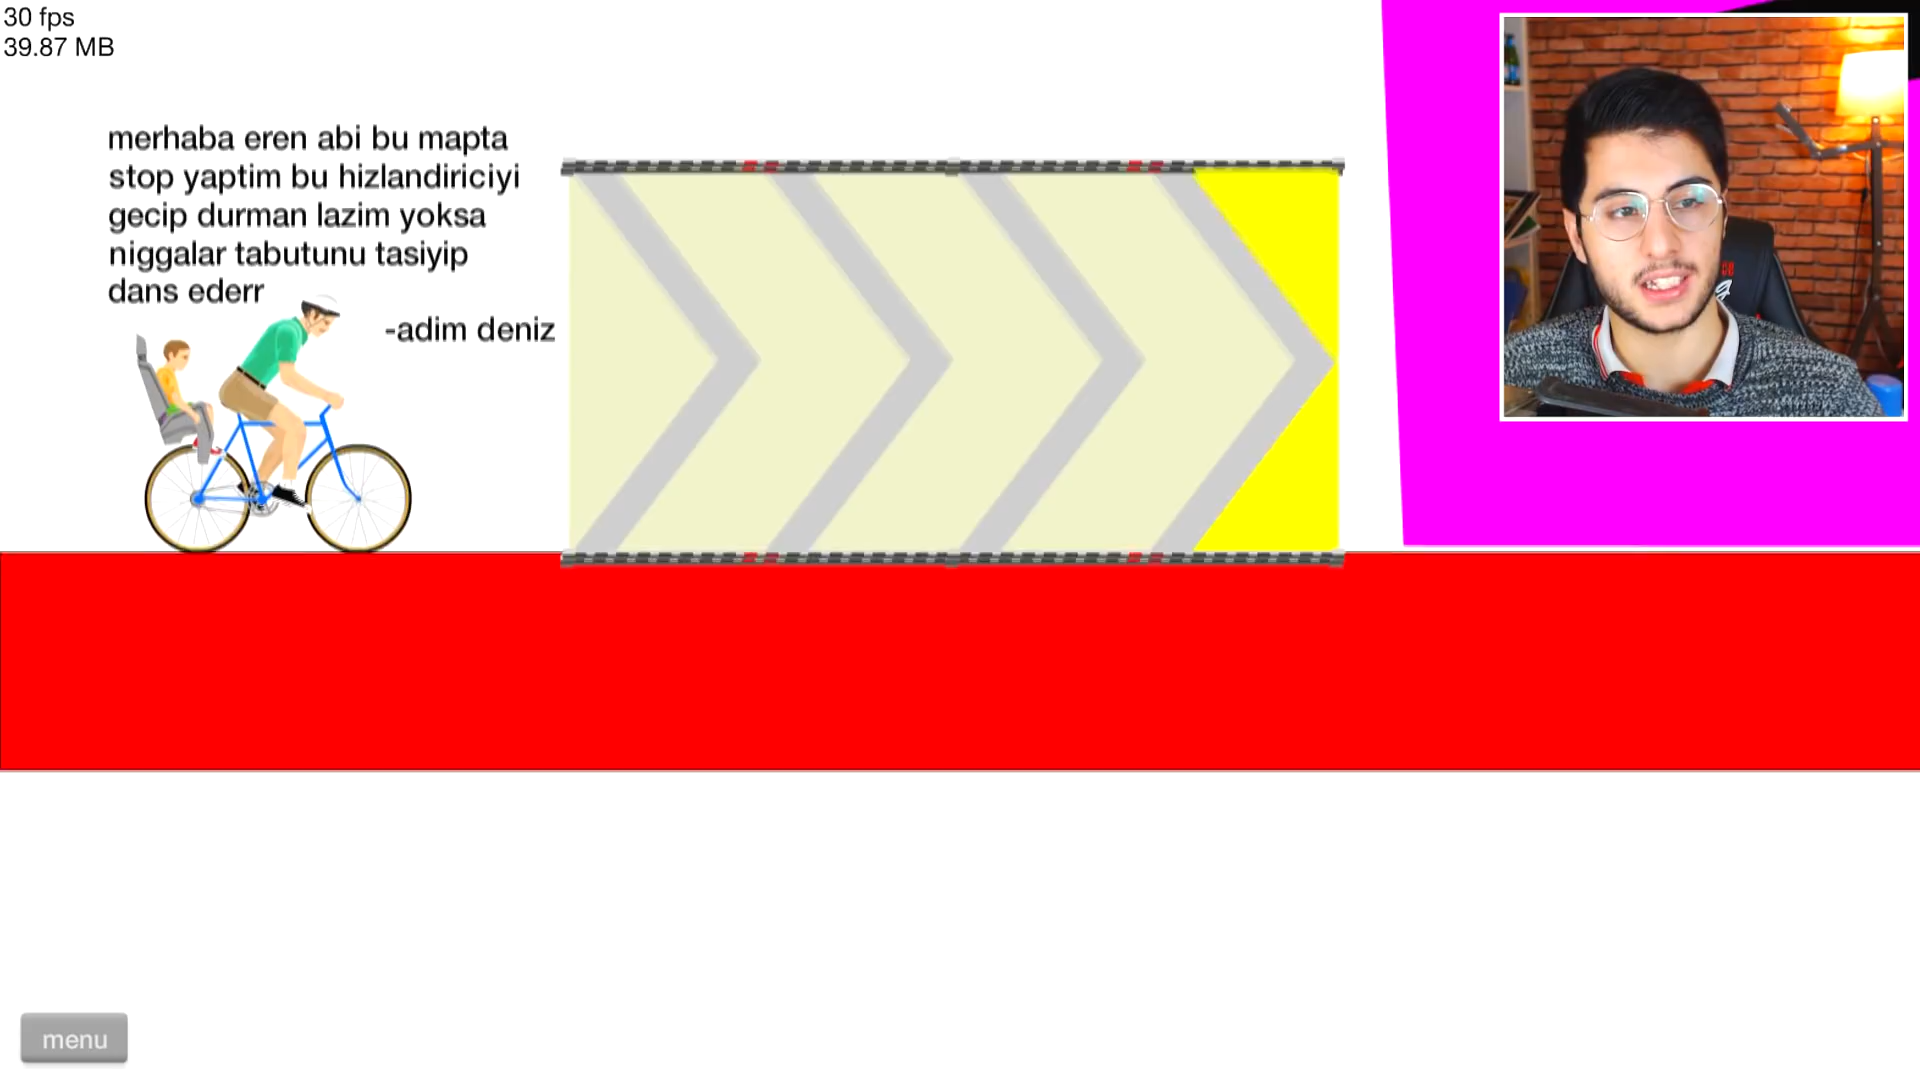 30 fps
39.87 MB
merhaba eren abi bu mapta
stop yaptim bu hizlandiriciyi
gecip durman lazim yoksa
niggalar tabutunu tasiyip
dans ederr
-adim deniz
menu